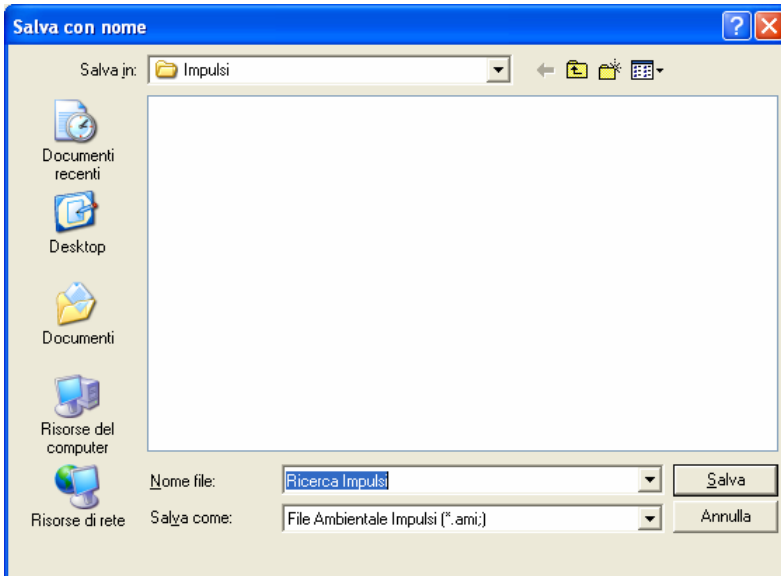 Salva con nome
Salva in: Impulsi
Documenti
recenti
Desktop
Documenti
Risorse del
computer
Risorse di rete
Nome file: Ricerca Impulsi Salva
Salva come: File Ambientale Impulsi (*.ami;) Annulla